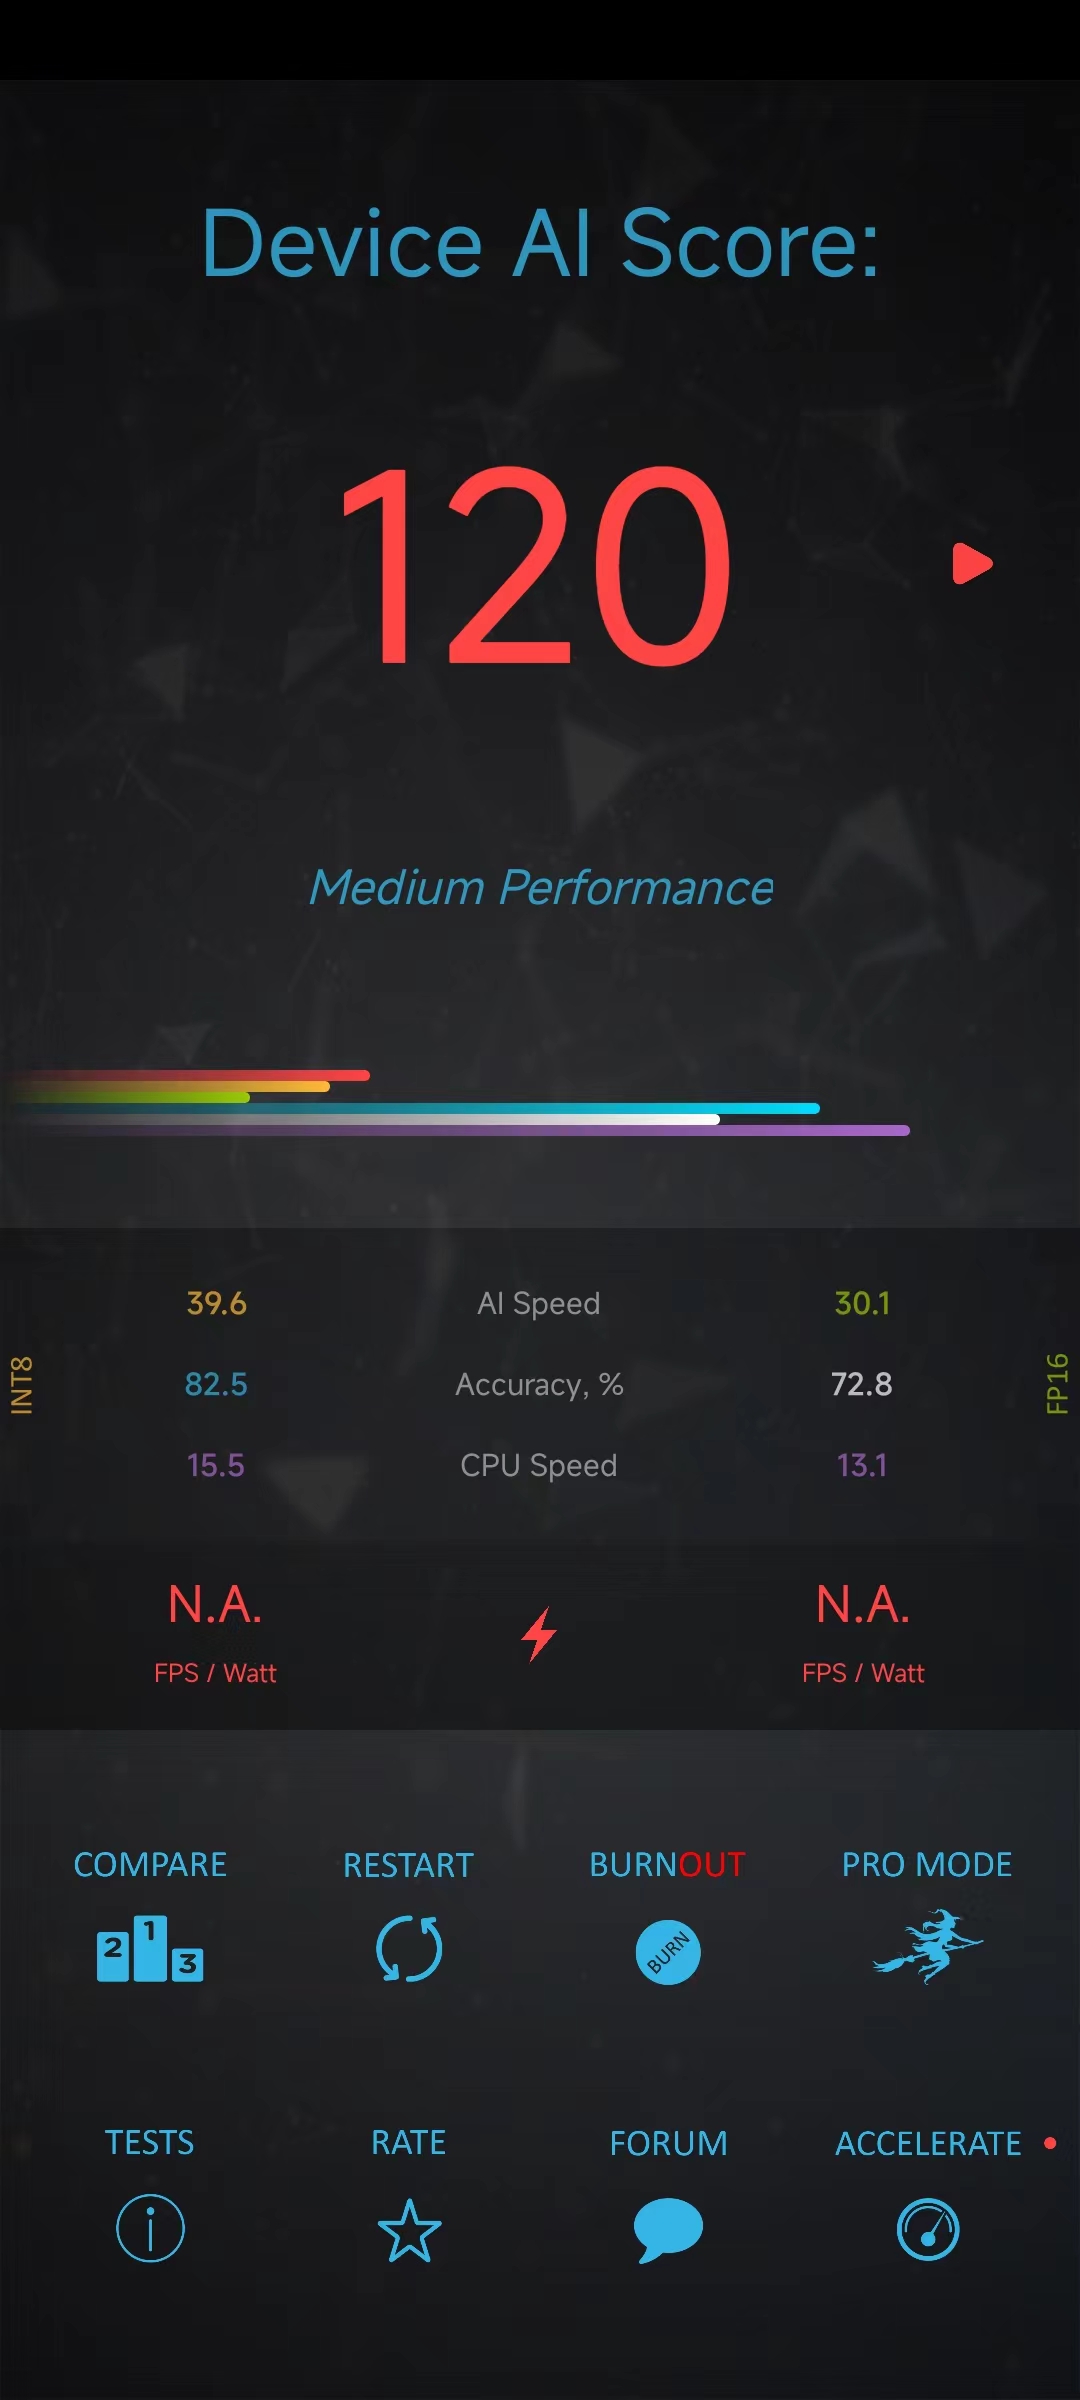 Device AI Score:
120
Medium Performance
39.6 AI Speed 30.1
INT8
82.5 Accuracy, % 72.8
FP16
15.5 CPU Speed 13.1
N.A. N.A.
FPS / Watt FPS / Watt
COMPARE RESTART BURNOUT PRO MODE
2 1 3
BURN
TESTS RATE FORUM ACCELERATE